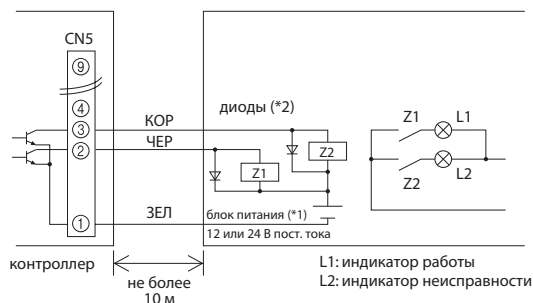 CN5
⑨
④
③
②
①
КОР
ЧЕР
ЗЕЛ
диоды (*2)
Z1
Z2
блок питания (*1)
12 или 24 В пост. тока
Z1
L1
Z2
L2
контроллер
не более
10 м
L1: индикатор работы
L2: индикатор неисправности